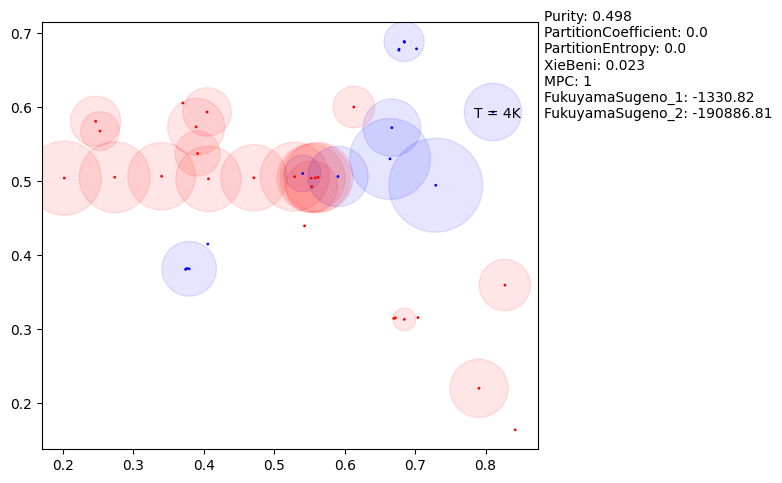 Purity: 0.498
PartitionCoefficient: 0.0
PartitionEntropy: 0.0
XieBeni: 0.023
MPC: 1
FukuyamaSugeno_1: -1330.82
FukuyamaSugeno_2: -190886.81
T = 4K
0.7
0.6
0.5
0.4
0.3
0.2
0.2 0.3 0.4 0.5 0.6 0.7 0.8